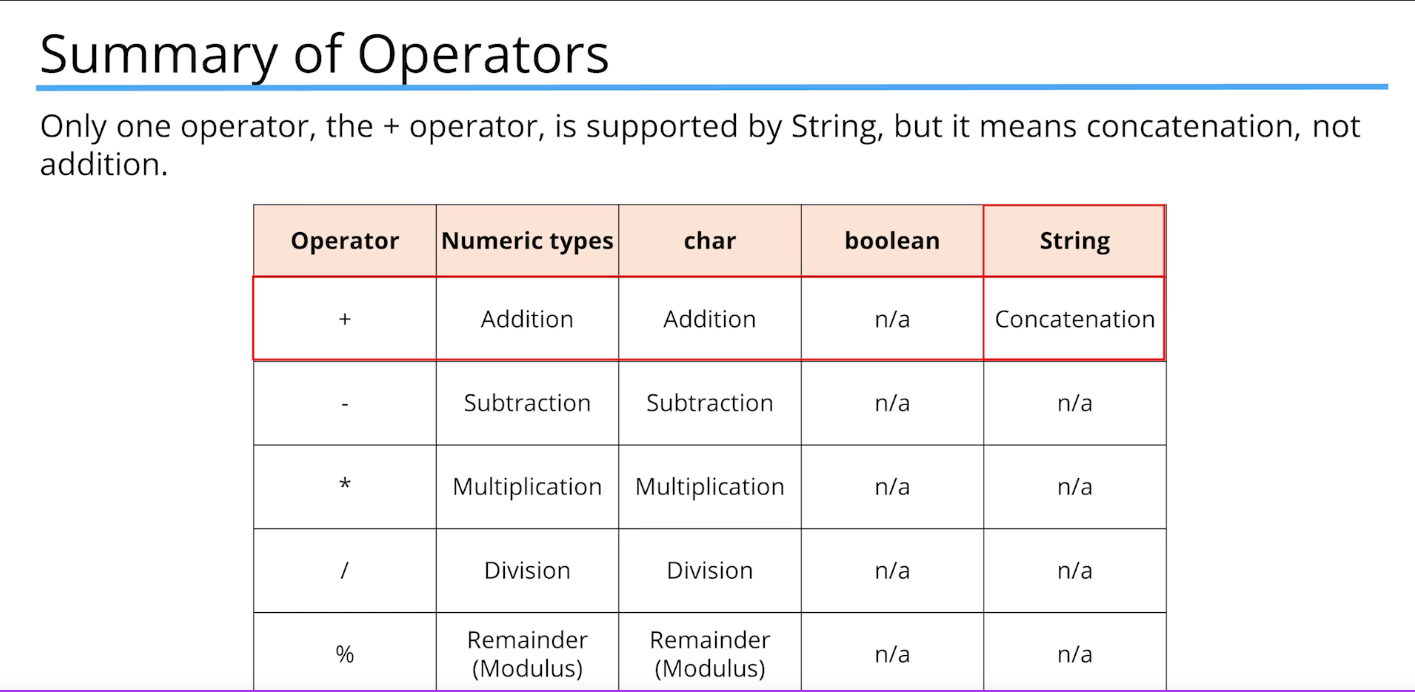 Summary of Operators
Only one operator, the + operator, is supported by String, but it means concatenation, not
addition.
Operator Numeric types char boolean String
+ Addition Addition n/a Concatenation
- Subtraction Subtraction n/a n/a
* Multiplication Multiplication n/a n/a
/ Division Division n/a n/a
% Remainder (Modulus) Remainder (Modulus) n/a n/a